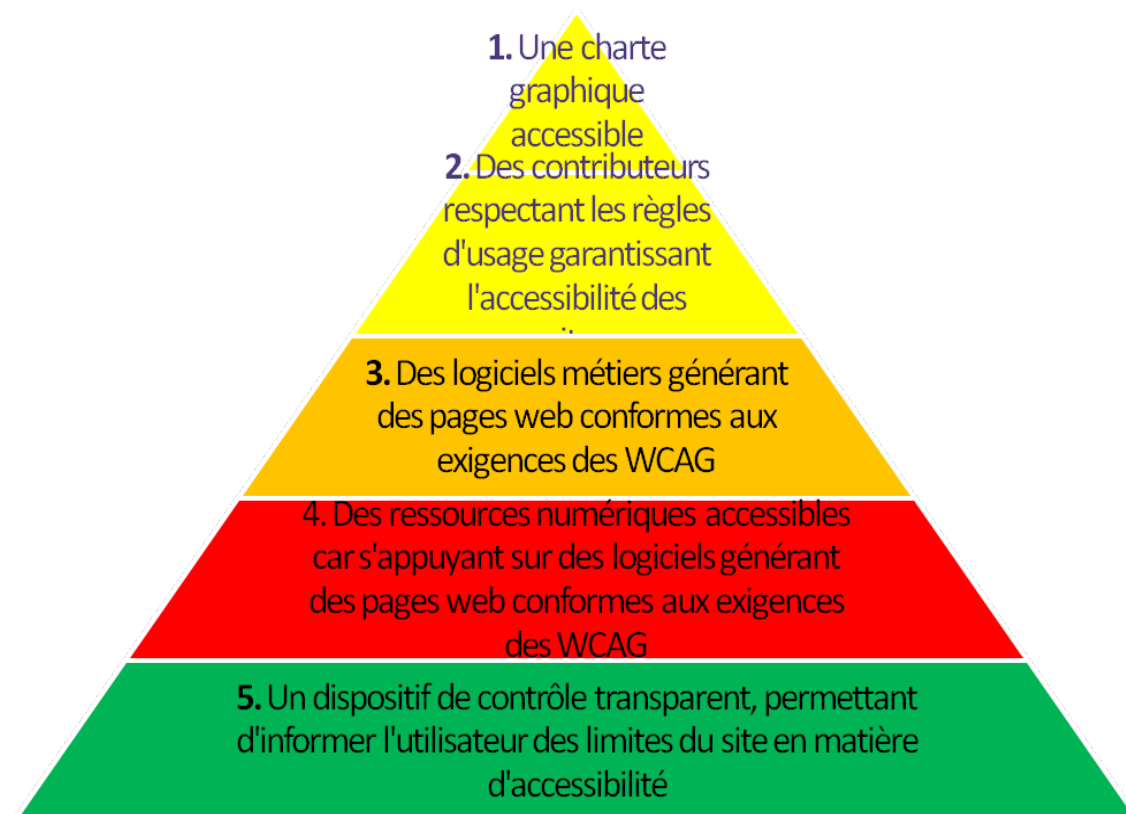 1. Une charte
graphique
accessible
2. Des contributeurs
respectant les règles
d'usage garantissant
l'accessibilité des
3. Des logiciels métiers générant
des pages web conformes aux
exigences des WCAG
4. Des ressources numériques accessibles
car s'appuyant sur des logiciels générant
des pages web conformes aux exigences
des WCAG
5. Un dispositif de contrôle transparent, permettant
d'informer l'utilisateur des limites du site en matière
d'accessibilité